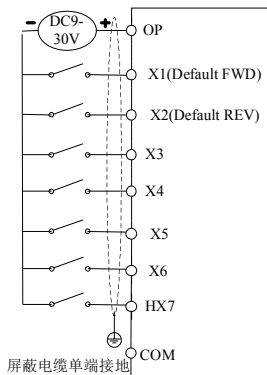 DC9-
30V
OP
X1(Default FWD)
X2(Default REV)
X3
X4
X5
X6
HX7
屏蔽电缆单端接地
COM